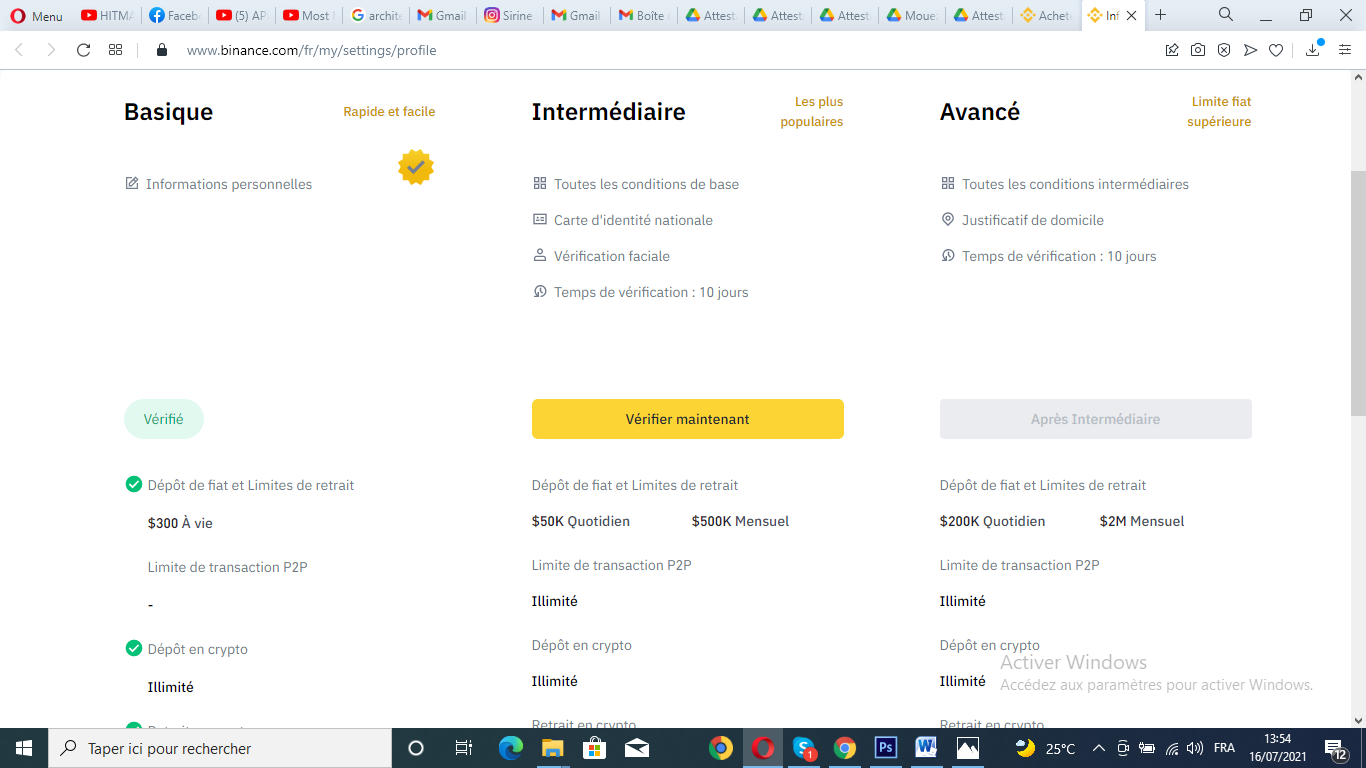 Menu
HITMA
Facebo
(5) AP
Most
archite
Gmail
Sirine
Gmail
Boîte
Attest
Attest
Attest
Moue
Attest
Achet
Inf
www.binance.com/fr/my/settings/profile
Basique
Rapide et facile
Informations personnelles
Vérifié
Dépôt de fiat et Limites de retrait
$300 À vie
Limite de transaction P2P
-
Dépôt en crypto
Illimité
Intermédiaire
Les plus
populaires
Toutes les conditions de base
Carte d'identité nationale
Vérification faciale
Temps de vérification : 10 jours
Vérifier maintenant
Dépôt de fiat et Limites de retrait
$50K Quotidien
$500K Mensuel
Limite de transaction P2P
Illimité
Dépôt en crypto
Illimité
Retrait en crypto
Avancé
Limite fiat
supérieure
Toutes les conditions intermédiaires
Justificatif de domicile
Temps de vérification : 10 jours
Après Intermédiaire
Dépôt de fiat et Limites de retrait
$200K Quotidien
$2M Mensuel
Limite de transaction P2P
Illimité
Dépôt en crypto
Illimité
Retrait en crypto
Activer Windows
Accédez aux paramètres pour activer Windows.
Taper ici pour rechercher
1
Ps
25°C
FRA
13:54
16/07/2021
12